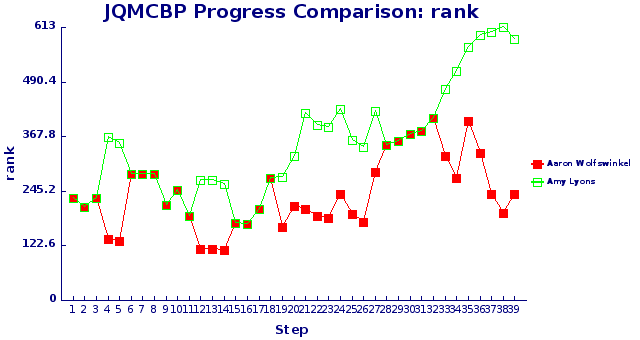 JQMCBP Progress Comparison: rank
613
490.4
367.8
245.2
122.6
0
rank
1 2 3 4 5 6 7 8 9 10 11 12 13 14 15 16 17 18 19 20 21 22 23 24 25 26 27 28 29 30 31 32 33 34 35 36 37 38 39
Step
Aaron Wolfswinkel
Amy Lyons